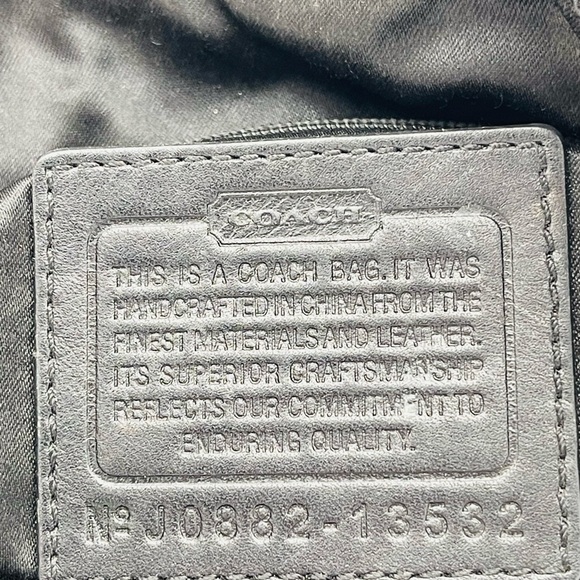 COACH
THIS IS A COACH BAG. IT WAS
HANDCRAFTED IN CHINA FROM THE
FINEST MATERIALS AND LEATHER.
ITS SUPERIOR CRAFTSMANSHIP
REFLECTS OUR COMMITMENT TO
ENDURING QUALITY.
Nº J0882-13532